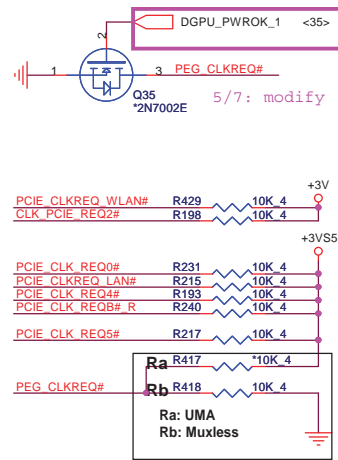 DGPU_PWROK_1 <35>
2
1 3 PEG_CLKREQ#
Q35 5/7: modify
*2N7002E
+3V
PCIE_CLKREQ_WLAN# R429 10K_4
CLK_PCIE_REQ2# R198 10K_4
+3VS5
PCIE_CLK_REQ0# R231 10K_4
PCIE_CLKREQ_LAN# R215 10K_4
PCIE_CLK_REQ4# R193 10K_4
PCIE_CLK_REQB#_R R240 10K_4
PCIE_CLK_REQ5# R217 10K_4
Ra R417 *10K_4
PEG_CLKREQ# Rb R418 10K_4
Ra: UMA
Rb: Muxless